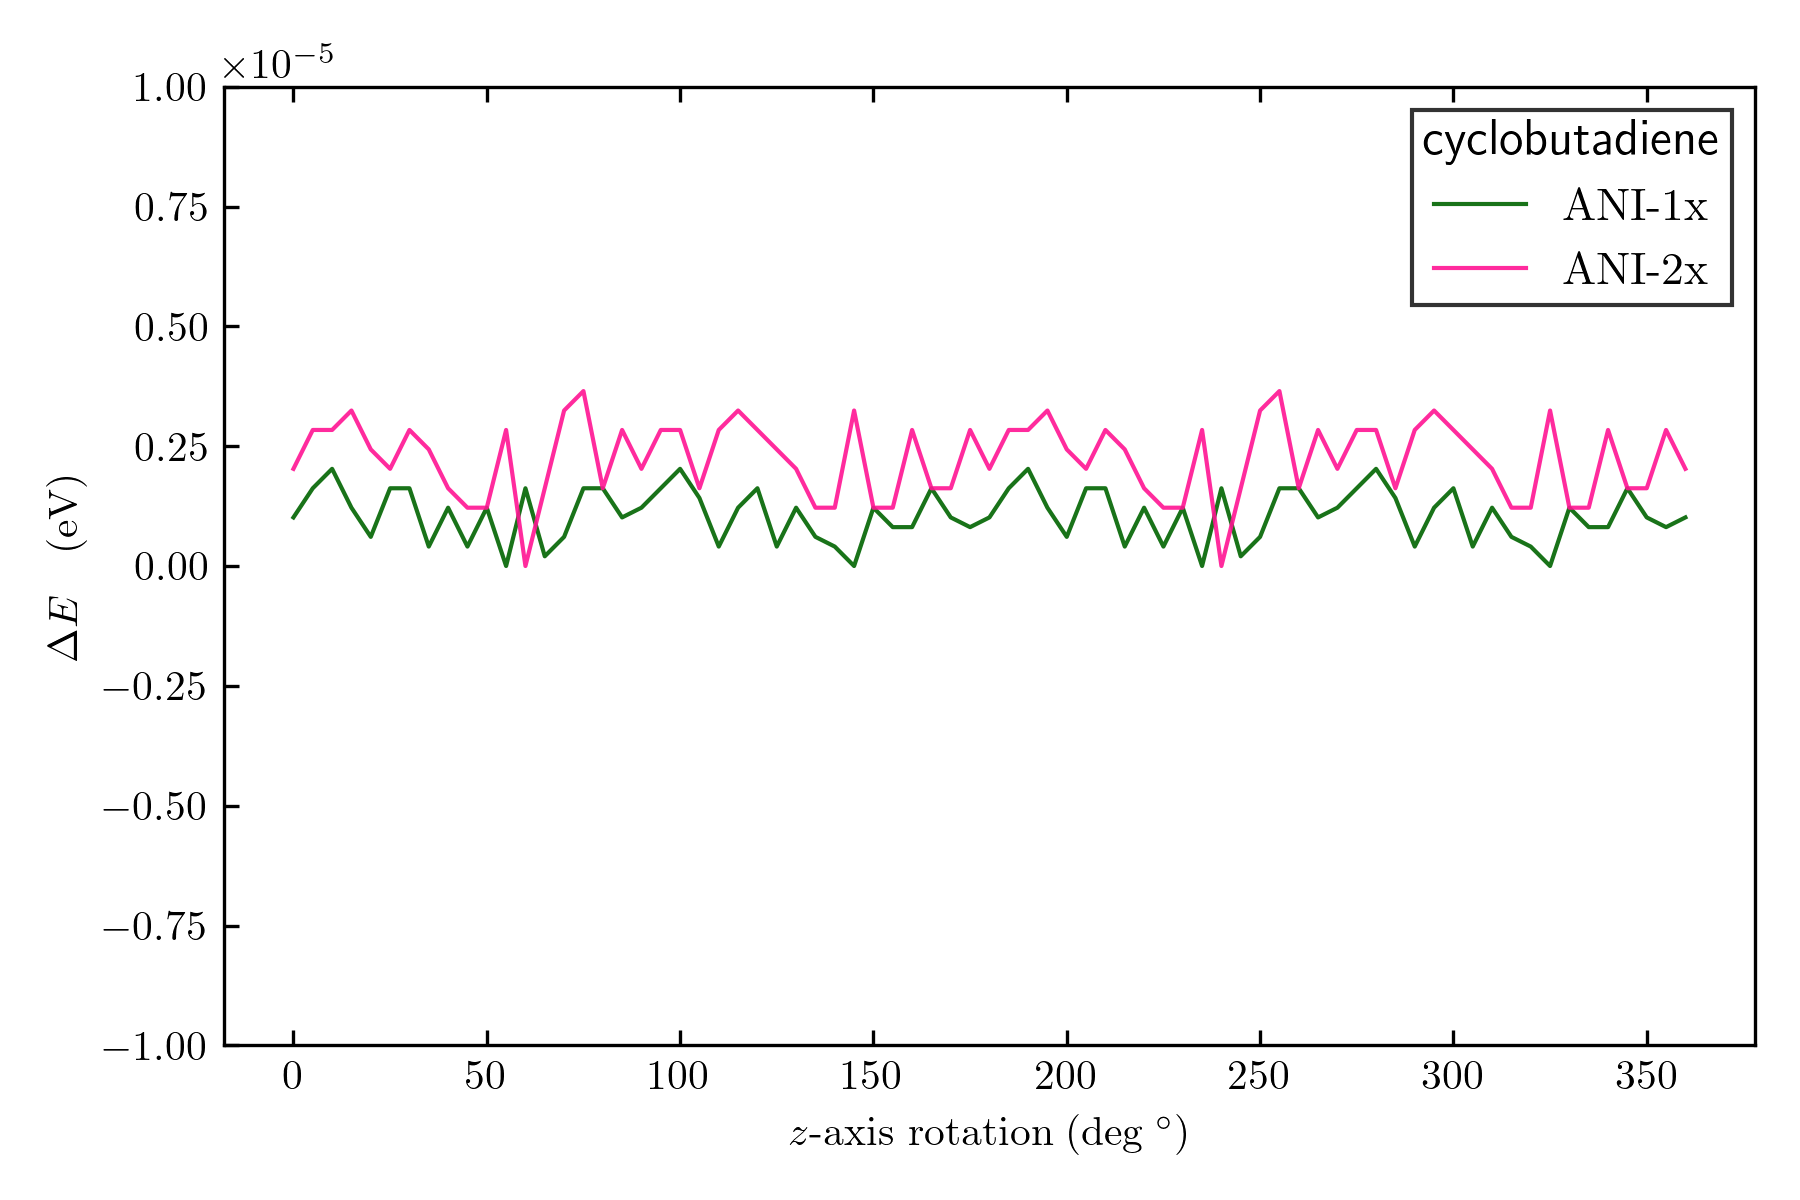 ×10⁻⁵
1.00
0.75
0.50
0.25
0.00
−0.25
−0.50
−0.75
−1.00
ΔE (eV)
cyclobutadiene
ANI-1x
ANI-2x
0 50 100 150 200 250 300 350
z-axis rotation (deg °)